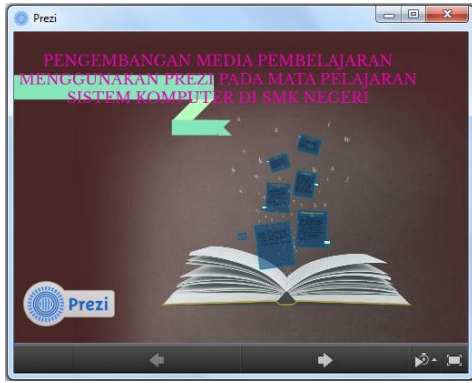 Prezi
PENGEMBANGAN MEDIA PEMBELAJARAN
MENGGUNAKAN PREZI PADA MATA PELAJARAN
SISTEM KOMPUTER DI SMK NEGERI
Prezi